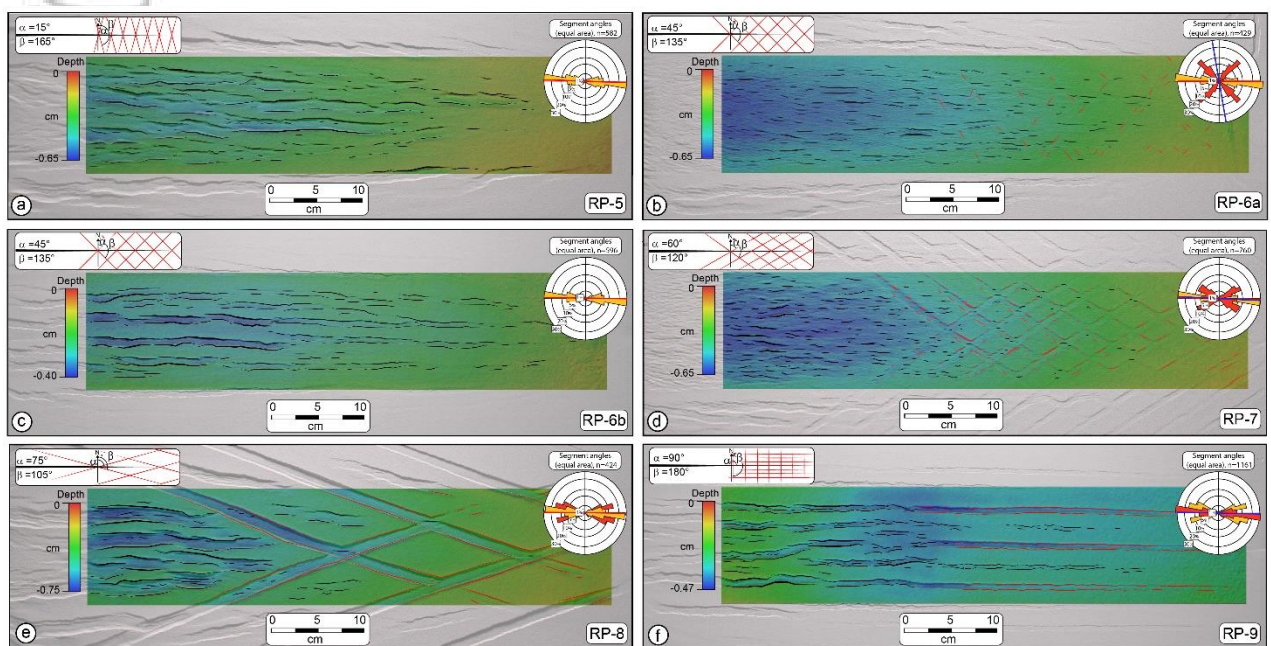 α =15°
β =165°
N
α
β
Segment angles
(equal area), n=582
Depth
0
cm
-0.65
0 5 10
cm
a
RP-5
α =45°
β =135°
N
α
β
Segment angles
(equal area), n=429
Depth
0
cm
-0.65
0 5 10
cm
b
RP-6a
α =45°
β =135°
N
α
β
Segment angles
(equal area), n=596
Depth
0
cm
-0.40
0 5 10
cm
c
RP-6b
α =60°
β =120°
N
α
β
Segment angles
(equal area), n=760
Depth
0
cm
-0.65
0 5 10
cm
d
RP-7
α =75°
β =105°
N
α
β
Segment angles
(equal area), n=424
Depth
0
cm
-0.75
0 5 10
cm
e
RP-8
α =90°
β =180°
N
α
β
Segment angles
(equal area), n=1161
Depth
0
cm
-0.47
0 5 10
cm
f
RP-9